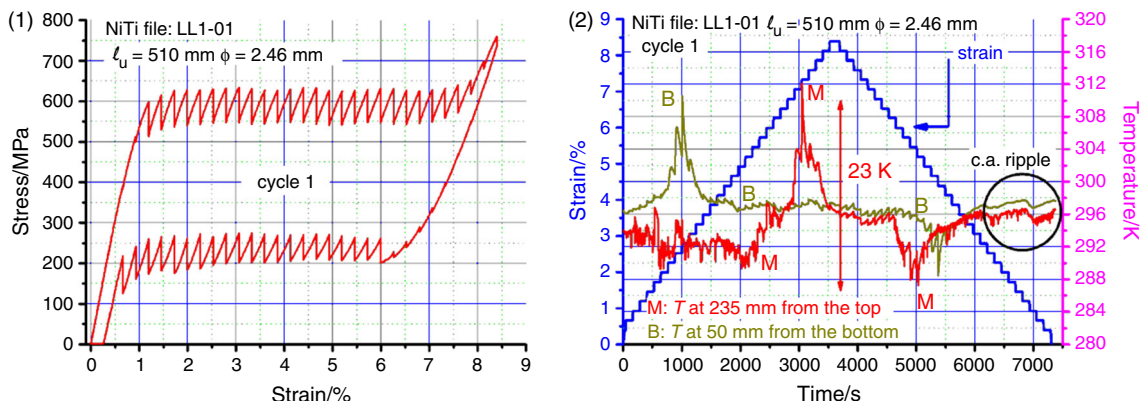 (1)
NiTi file: LL1-01
ℓu = 510 mm ϕ = 2.46 mm
800
700
600
500
400
300
200
100
0
Stress/MPa
cycle 1
0 1 2 3 4 5 6 7 8 9
Strain/%
(2)
NiTi file: LL1-01 ℓu = 510 mm ϕ = 2.46 mm
cycle 1
strain
9
8
7
6
5
4
3
2
1
0
Strain/%
B
M
23 K
c.a. ripple
B
B
M
M
M: T at 235 mm from the top
B: T at 50 mm from the bottom
320
316
312
308
304
300
296
292
288
284
280
Temperature/K
0 1000 2000 3000 4000 5000 6000 7000
Time/s